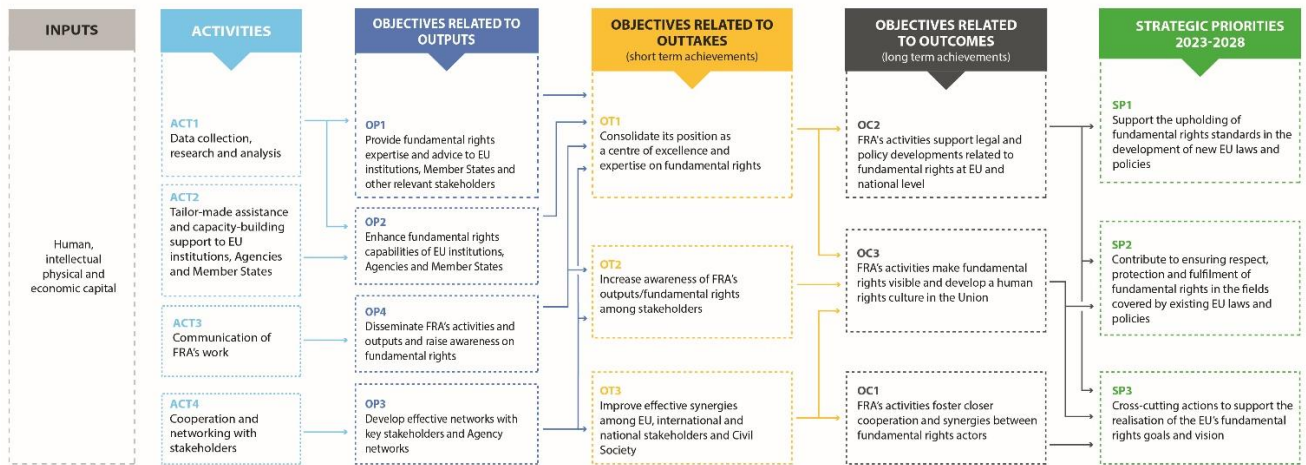 INPUTS
Human,
intellectual
physical and
economic capital
ACTIVITIES
ACT1
Data collection,
research and analysis
ACT2
Tailor-made assistance
and capacity-building
support to EU
institutions, Agencies
and Member States
ACT3
Communication of
FRA's work
ACT4
Cooperation and
networking with
stakeholders
OBJECTIVES RELATED TO
OUTPUTS
OP1
Provide fundamental rights
expertise and advice to EU
institutions, Member States and
other relevant stakeholders
OP2
Enhance fundamental rights
capabilities of EU institutions,
Agencies and Member States
OP4
Disseminate FRA's activities and
outputs and raise awareness on
fundamental rights
OP3
Develop effective networks with
key stakeholders and Agency
networks
OBJECTIVES RELATED TO
OUTTAKES
(short term achievements)
OT1
Consolidate its position as
a centre of excellence and
expertise on fundamental rights
OT2
Increase awareness of FRA's
outputs/fundamental rights
among stakeholders
OT3
Improve effective synergies
among EU, international and
national stakeholders and Civil
Society
OBJECTIVES RELATED
TO OUTCOMES
(long term achievements)
OC2
FRA's activities support legal and
policy developments related to
fundamental rights at EU and
national level
OC3
FRA's activities make fundamental
rights visible and develop a human
rights culture in the Union
OC1
FRA's activities foster closer
cooperation and synergies between
fundamental rights actors
STRATEGIC PRIORITIES
2023-2028
SP1
Support the upholding of
fundamental rights standards in the
development of new EU laws and
policies
SP2
Contribute to ensuring respect,
protection and fulfilment of
fundamental rights in the fields
covered by existing EU laws and
policies
SP3
Cross-cutting actions to support the
realisation of the EU's fundamental
rights goals and vision